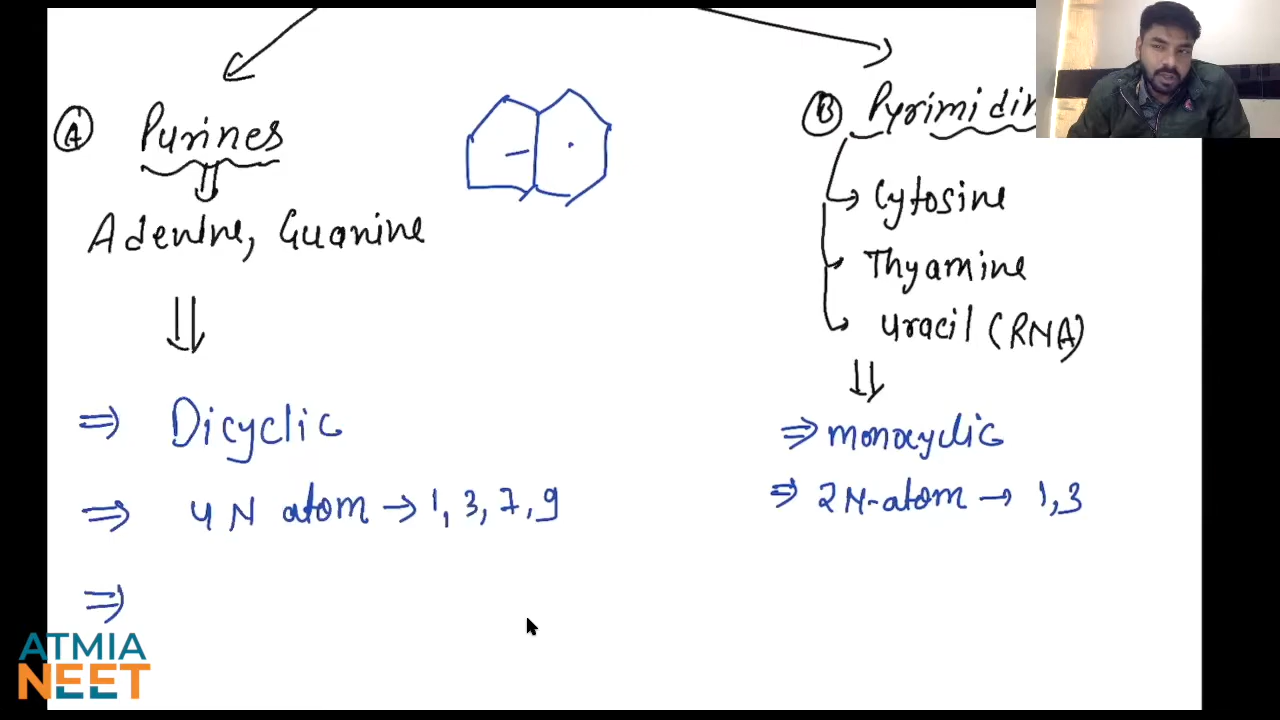 A Purines
Adenine, Guanine
⇒ Dicyclic
⇒ 4 N atom → 1, 3, 7, 9
⇒
B Pyrimidin
Cytosine
Thyamine
Uracil (RNA)
⇒ monocyclic
⇒ 2 N-atom → 1,3
ATMIA
NEET